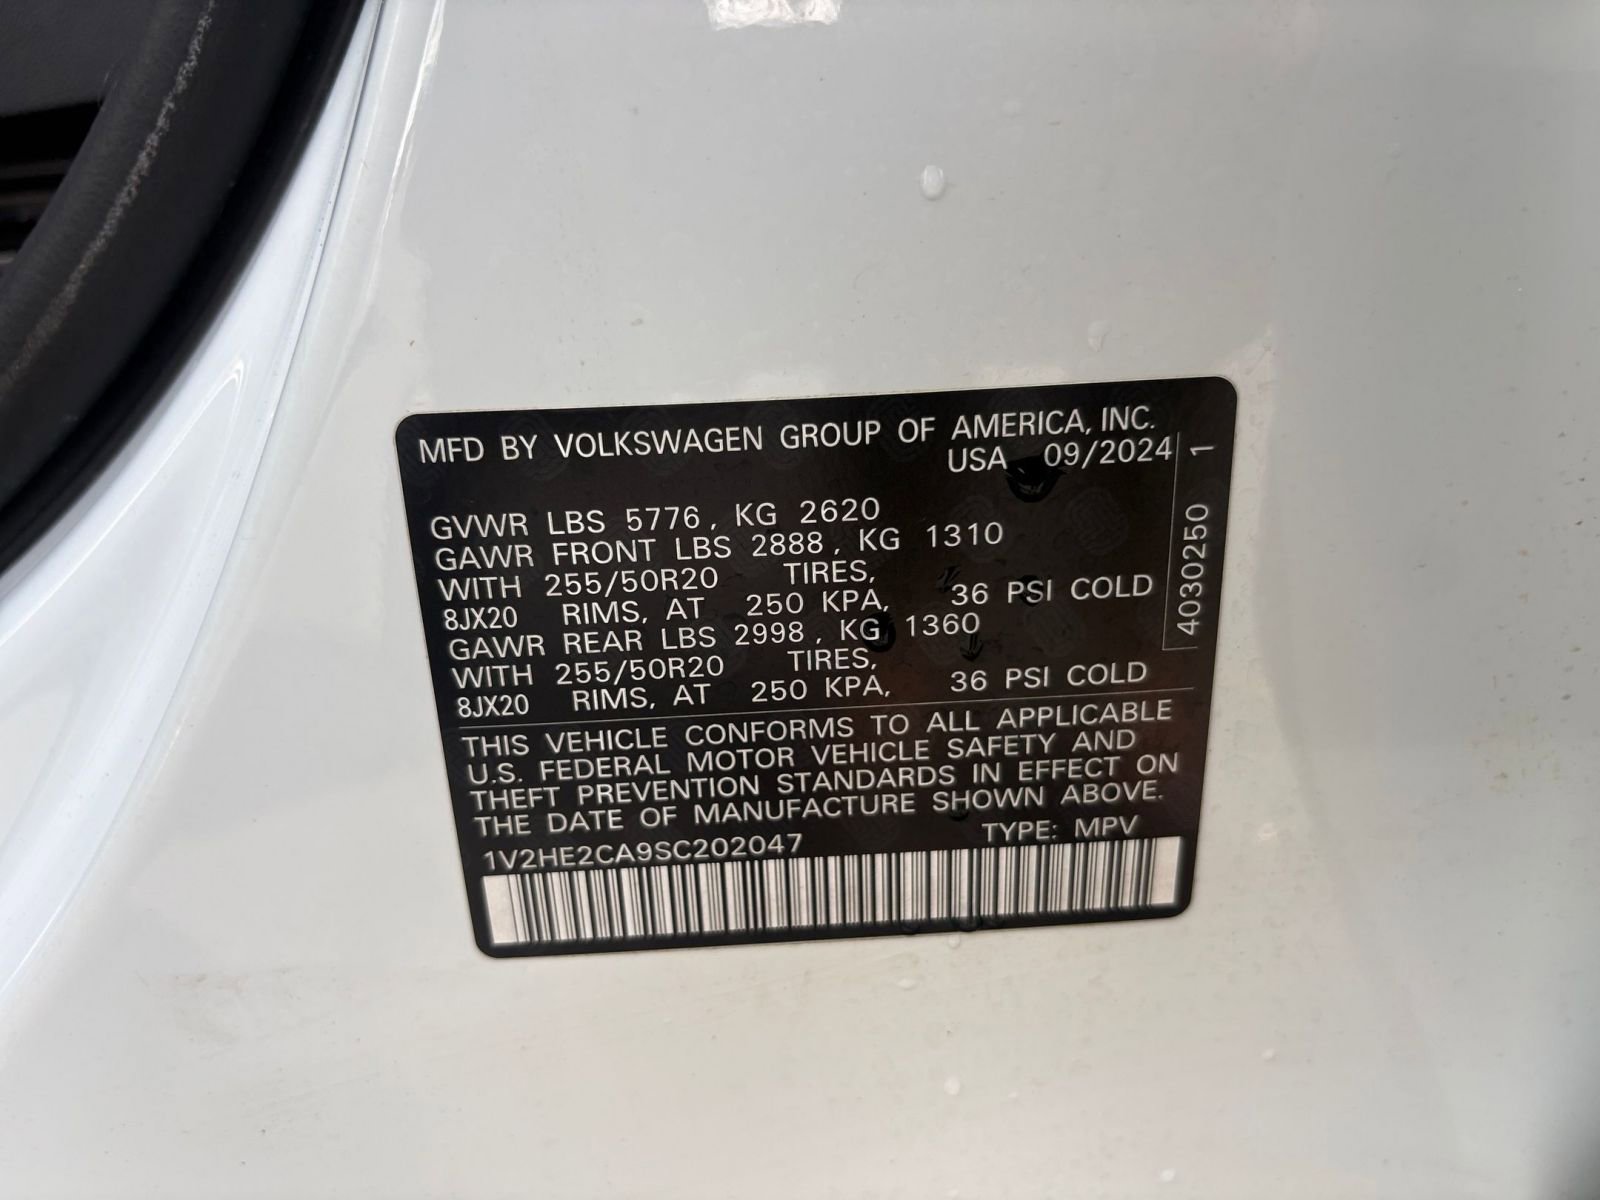 MFD BY VOLKSWAGEN GROUP OF AMERICA, INC.
USA 09/2024
GVWR LBS 5776, KG 2620
GAWR FRONT LBS 2888, KG 1310
WITH 255/50R20 TIRES,
8JX20 RIMS, AT 250 KPA, 36 PSI COLD
GAWR REAR LBS 2998, KG 1360
WITH 255/50R20 TIRES,
8JX20 RIMS, AT 250 KPA, 36 PSI COLD
4030250 1
THIS VEHICLE CONFORMS TO ALL APPLICABLE
U.S. FEDERAL MOTOR VEHICLE SAFETY AND
THEFT PREVENTION STANDARDS IN EFFECT ON
THE DATE OF MANUFACTURE SHOWN ABOVE.
1V2HE2CA9SC202047 TYPE: MPV